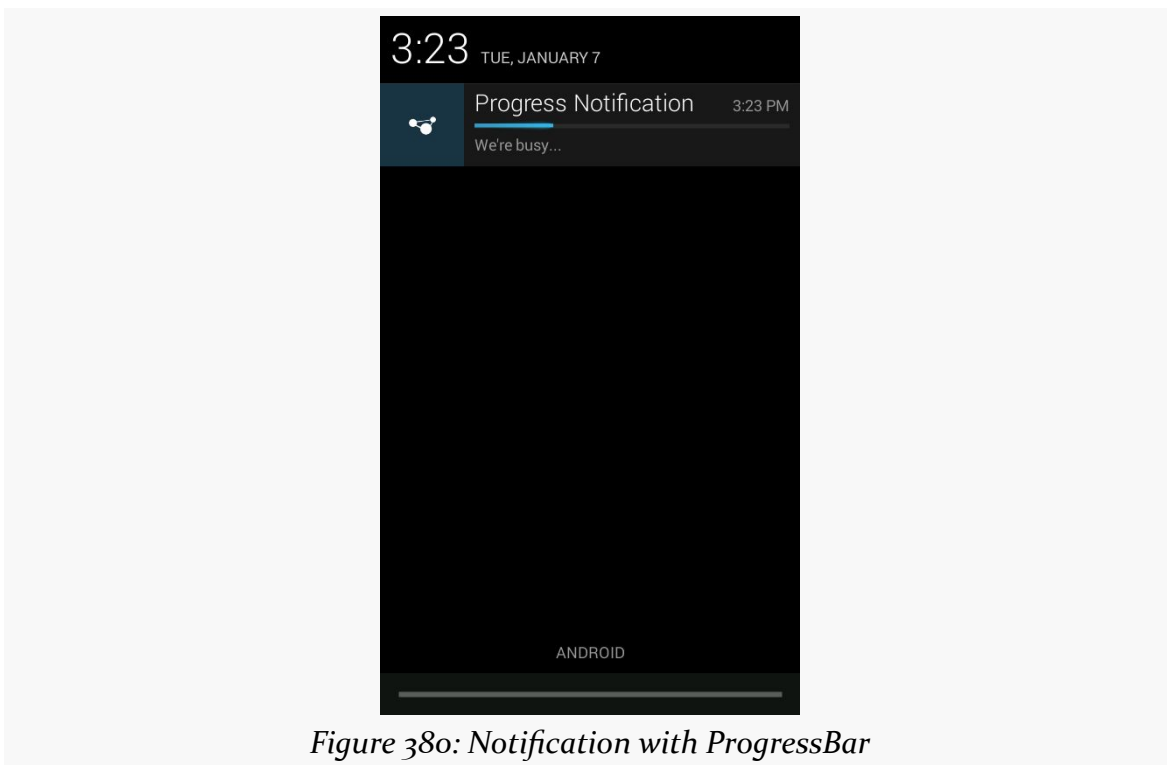 3:23 TUE, JANUARY 7
Progress Notification 3:23 PM
We're busy...
ANDROID
Figure 380: Notification with ProgressBar